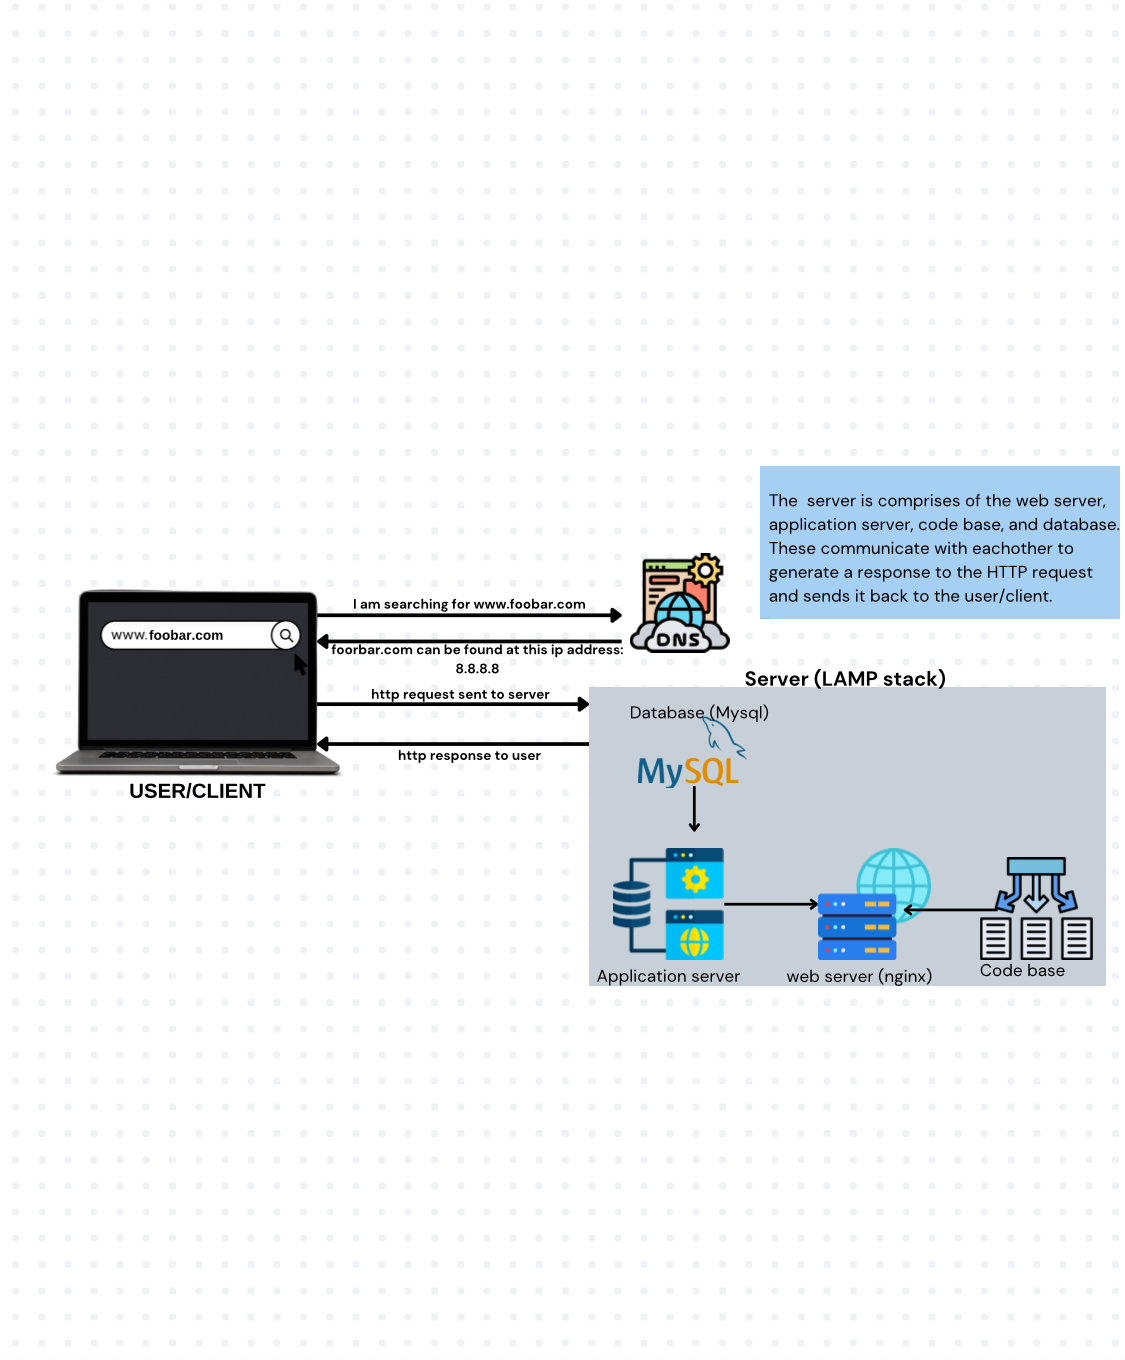 The server is comprises of the web server,
application server, code base, and database.
These communicate with eachother to
generate a response to the HTTP request
and sends it back to the user/client.
I am searching for www.foobar.com
www.foobar.com
DNS
foorbar.com can be found at this ip address:
8.8.8.8
http request sent to server
http response to user
USER/CLIENT
Server (LAMP stack)
Database (Mysql)
MySQL
Application server
web server (nginx)
Code base